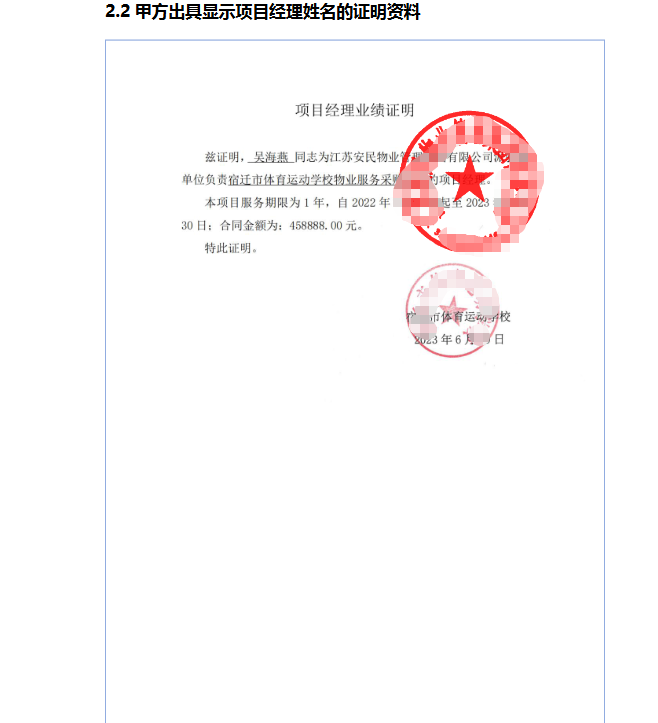 2.2 甲方出具显示项目经理姓名的证明资料
项目经理业绩证明
兹证明，吴海燕 同志为江苏安民物业管理 有限公司派
单位负责宿迁市体育运动学校物业服务采购 的项目经理。
本项目服务期限为 1 年，自 2022 年 起至 2023
30 日；合同金额为：458888.00 元。
特此证明。
市体育运动学校
2023 年 6 月 日